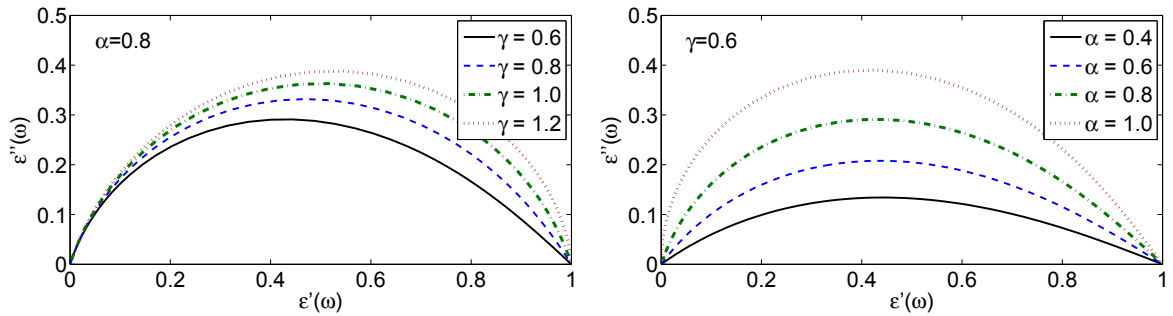 0.5
0.4
0.3
0.2
0.1
0
ε''(ω)
α=0.8
γ = 0.6
γ = 0.8
γ = 1.0
γ = 1.2
0 0.2 0.4 0.6 0.8 1
ε'(ω)
0.5
0.4
0.3
0.2
0.1
0
ε''(ω)
γ=0.6
α = 0.4
α = 0.6
α = 0.8
α = 1.0
0 0.2 0.4 0.6 0.8 1
ε'(ω)